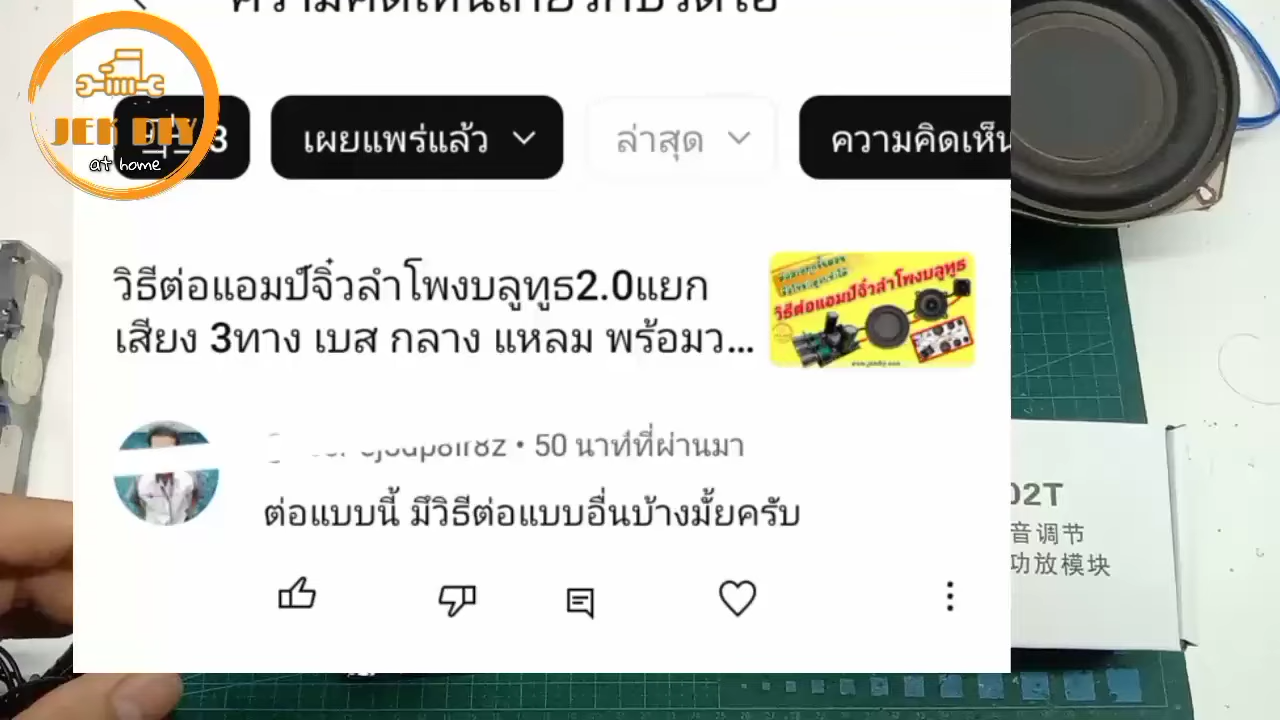 JEK DIY
at home
เผยแพร่แล้ว
ล่าสุด
ความคิดเห็น
วิธีต่อแอมป์จิ๋วลำโพงบลูทูธ2.0แยก
เสียง 3ทาง เบส กลาง แหลม พร้อมว...
วิธีต่อแอมป์จิ๋วลำโพงบลูทูธ
• 50 นาทีที่ผ่านมา
ต่อแบบนี้ มีวิธีต่อแบบอื่นบ้างมั้ยครับ
02T
音调节
功放模块